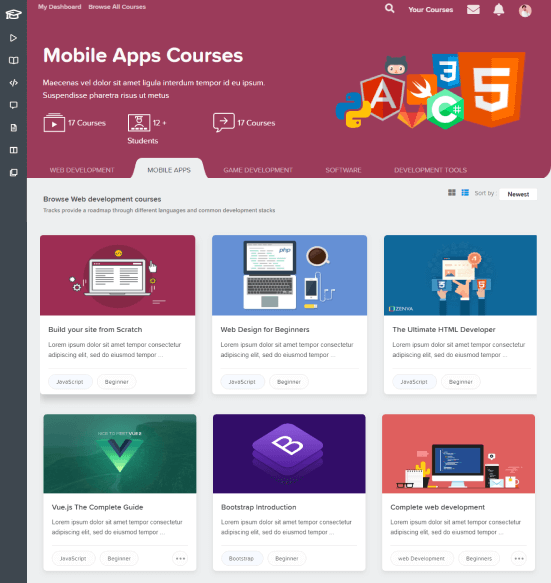 My Dashboard Browse All Courses
Your Courses
Mobile Apps Courses
Maecenas vel dolor sit amet ligula interdum tempor id eu ipsum.
Suspendisse pharetra risus ut metus
17 Courses
12 +
Students
17 Courses
WEB DEVELOPMENT MOBILE APPS GAME DEVELOPMENT SOFTWARE DEVELOPMENT TOOLS
Browse Web development courses
Tracks provide a roadmap through different languages and common development stacks
Sort by Newest
php
ZENVA
Build your site from Scratch
Lorem ipsum dolor sit amet, consectetur
adipiscing elit, sed do eiusmod tempor ...
JavaScript Beginner
Web Design for Beginners
Lorem ipsum dolor sit amet, consectetur
adipiscing elit, sed do eiusmod tempor ...
JavaScript Beginner
The Ultimate HTML Developer
Lorem ipsum dolor sit amet, consectetur
adipiscing elit, sed do eiusmod tempor ...
JavaScript Beginner
Vue.js The Complete Guide
Lorem ipsum dolor sit amet, consectetur
adipiscing elit, sed do eiusmod tempor ...
JavaScript Beginner
Bootstrap Introduction
Lorem ipsum dolor sit amet, consectetur
adipiscing elit, sed do eiusmod tempor ...
Bootstrap Beginner
Complete web development
Lorem ipsum dolor sit amet, consectetur
adipiscing elit, sed do eiusmod tempor ...
web Development Beginners